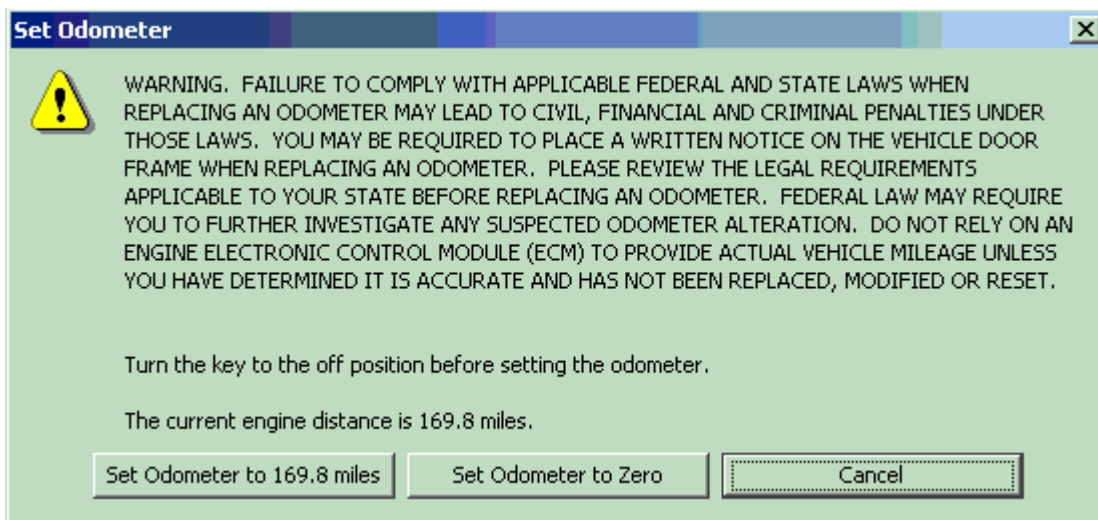 Set Odometer
WARNING.  FAILURE TO COMPLY WITH APPLICABLE FEDERAL AND STATE LAWS WHEN
REPLACING AN ODOMETER MAY LEAD TO CIVIL, FINANCIAL AND CRIMINAL PENALTIES UNDER
THOSE LAWS.  YOU MAY BE REQUIRED TO PLACE A WRITTEN NOTICE ON THE VEHICLE DOOR
FRAME WHEN REPLACING AN ODOMETER.  PLEASE REVIEW THE LEGAL REQUIREMENTS
APPLICABLE TO YOUR STATE BEFORE REPLACING AN ODOMETER.  FEDERAL LAW MAY REQUIRE
YOU TO FURTHER INVESTIGATE ANY SUSPECTED ODOMETER ALTERATION.  DO NOT RELY ON AN
ENGINE ELECTRONIC CONTROL MODULE (ECM) TO PROVIDE ACTUAL VEHICLE MILEAGE UNLESS
YOU HAVE DETERMINED IT IS ACCURATE AND HAS NOT BEEN REPLACED, MODIFIED OR RESET.
Turn the key to the off position before setting the odometer.
The current engine distance is 169.8 miles.
Set Odometer to 169.8 miles
Set Odometer to Zero
Cancel